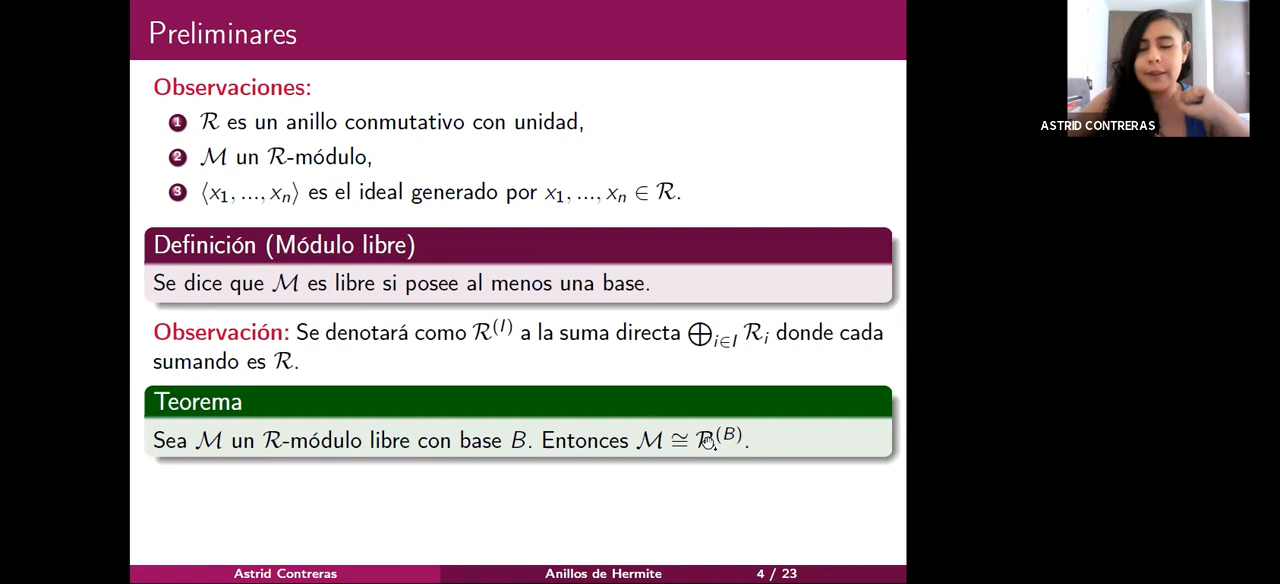 Preliminares
Observaciones:
1 ℛ es un anillo conmutativo con unidad,
2 ℳ un ℛ-módulo,
3 ⟨x₁, ..., xₙ⟩ es el ideal generado por x₁, ..., xₙ ∈ ℛ.
Definición (Módulo libre)
Se dice que ℳ es libre si posee al menos una base.
Observación: Se denotará como ℛ^(I) a la suma directa ⨁_{i∈I} ℛᵢ donde cada
sumando es ℛ.
Teorema
Sea ℳ un ℛ-módulo libre con base B. Entonces ℳ ≅ ℛ^(B).
Astrid Contreras
Anillos de Hermite
4 / 23
ASTRID CONTRERAS